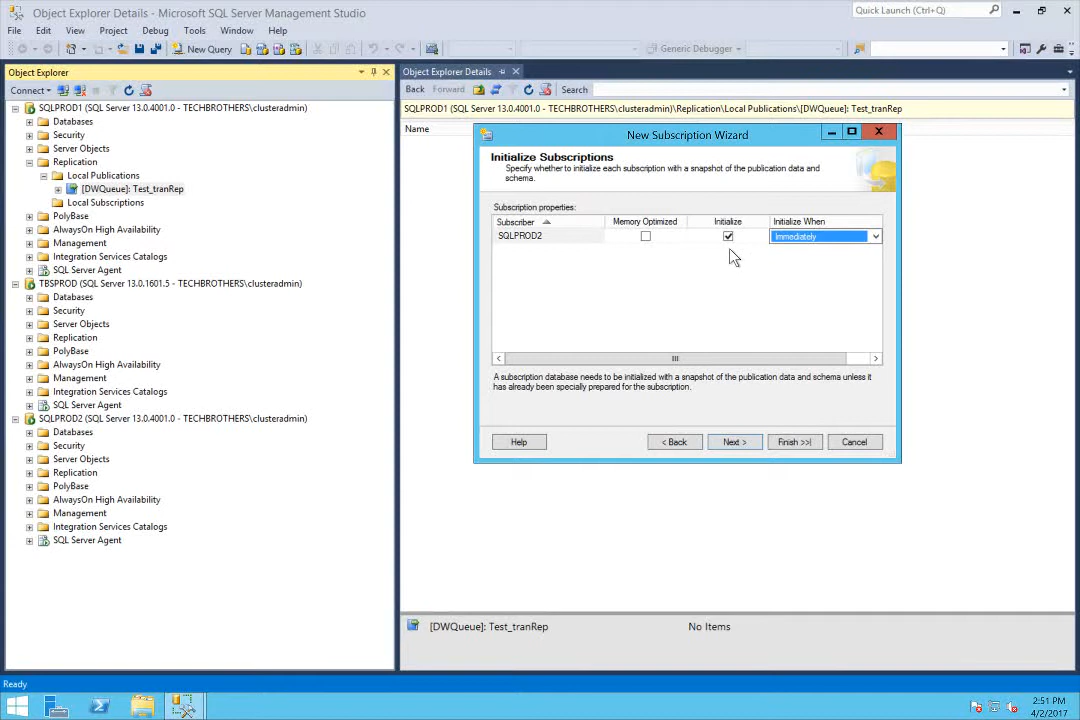 Object Explorer Details - Microsoft SQL Server Management Studio
Quick Launch (Ctrl+Q)
File Edit View Project Debug Tools Window Help
New Query
Generic Debugger
Object Explorer
Connect
SQLPROD1 (SQL Server 13.0.4001.0 - TECHBROTHERS\clusteradmin)
Databases
Security
Server Objects
Replication
Local Publications
[DWQueue]: Test_tranRep
Local Subscriptions
PolyBase
AlwaysOn High Availability
Management
Integration Services Catalogs
SQL Server Agent
TBSPROD (SQL Server 13.0.1601.5 - TECHBROTHERS\clusteradmin)
Databases
Security
Server Objects
Replication
PolyBase
AlwaysOn High Availability
Management
Integration Services Catalogs
SQL Server Agent
SQLPROD2 (SQL Server 13.0.4001.0 - TECHBROTHERS\clusteradmin)
Databases
Security
Server Objects
Replication
PolyBase
AlwaysOn High Availability
Management
Integration Services Catalogs
SQL Server Agent
Object Explorer Details
Back Forward Search
SQLPROD1 (SQL Server 13.0.4001.0 - TECHBROTHERS\clusteradmin)\Replication\Local Publications\[DWQueue]: Test_tranRep
Name
New Subscription Wizard
Initialize Subscriptions
Specify whether to initialize each subscription with a snapshot of the publication data and
schema.
Subscription properties:
Subscriber Memory Optimized Initialize Initialize When
SQLPROD2 Immediately
A subscription database needs to be initialized with a snapshot of the publication data and schema unless it
has already been specially prepared for the subscription.
Help < Back Next > Finish >>| Cancel
[DWQueue]: Test_tranRep No Items
Ready
2:51 PM
4/2/2017